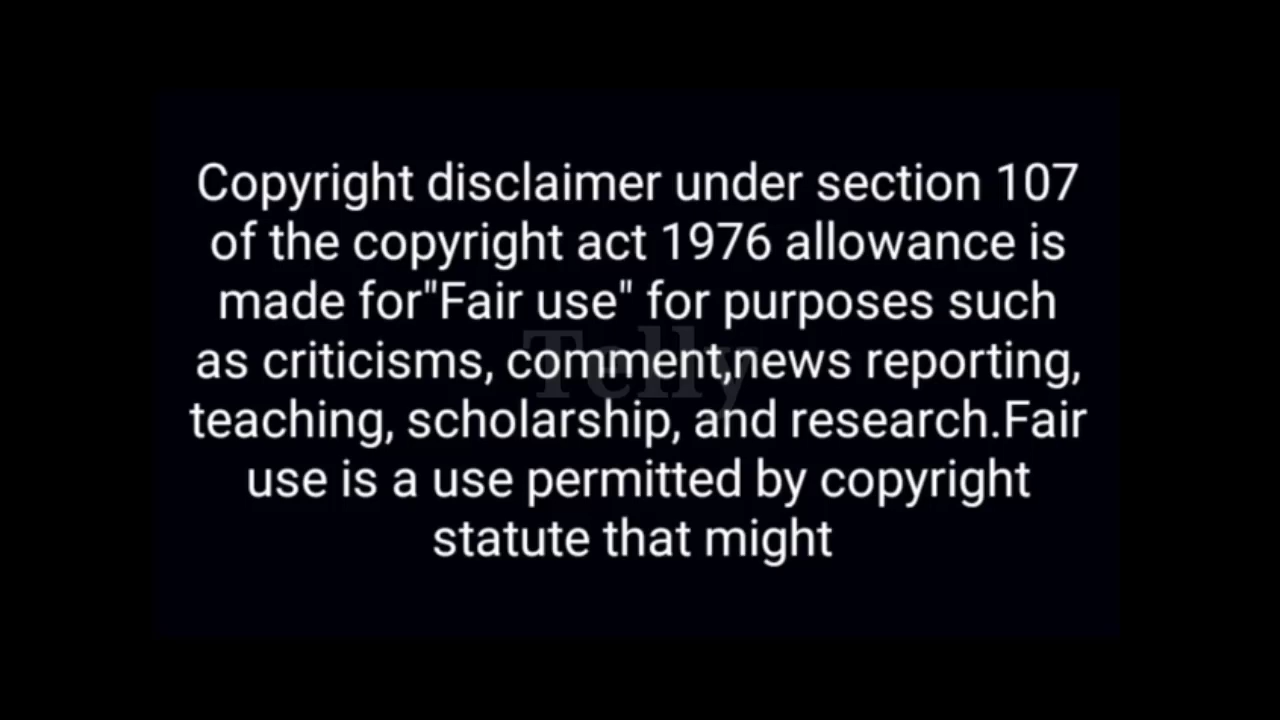 Copyright disclaimer under section 107
of the copyright act 1976 allowance is
made for"Fair use" for purposes such
as criticisms, comment,news reporting,
Telly
teaching, scholarship, and research.Fair
use is a use permitted by copyright
statute that might